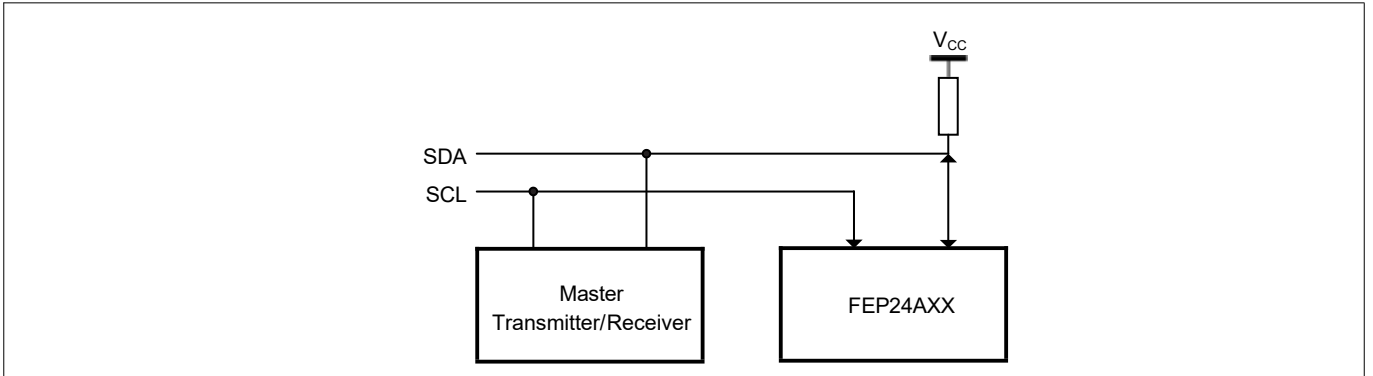 VCC
SDA
SCL
Master
Transmitter/Receiver
FEP24AXX